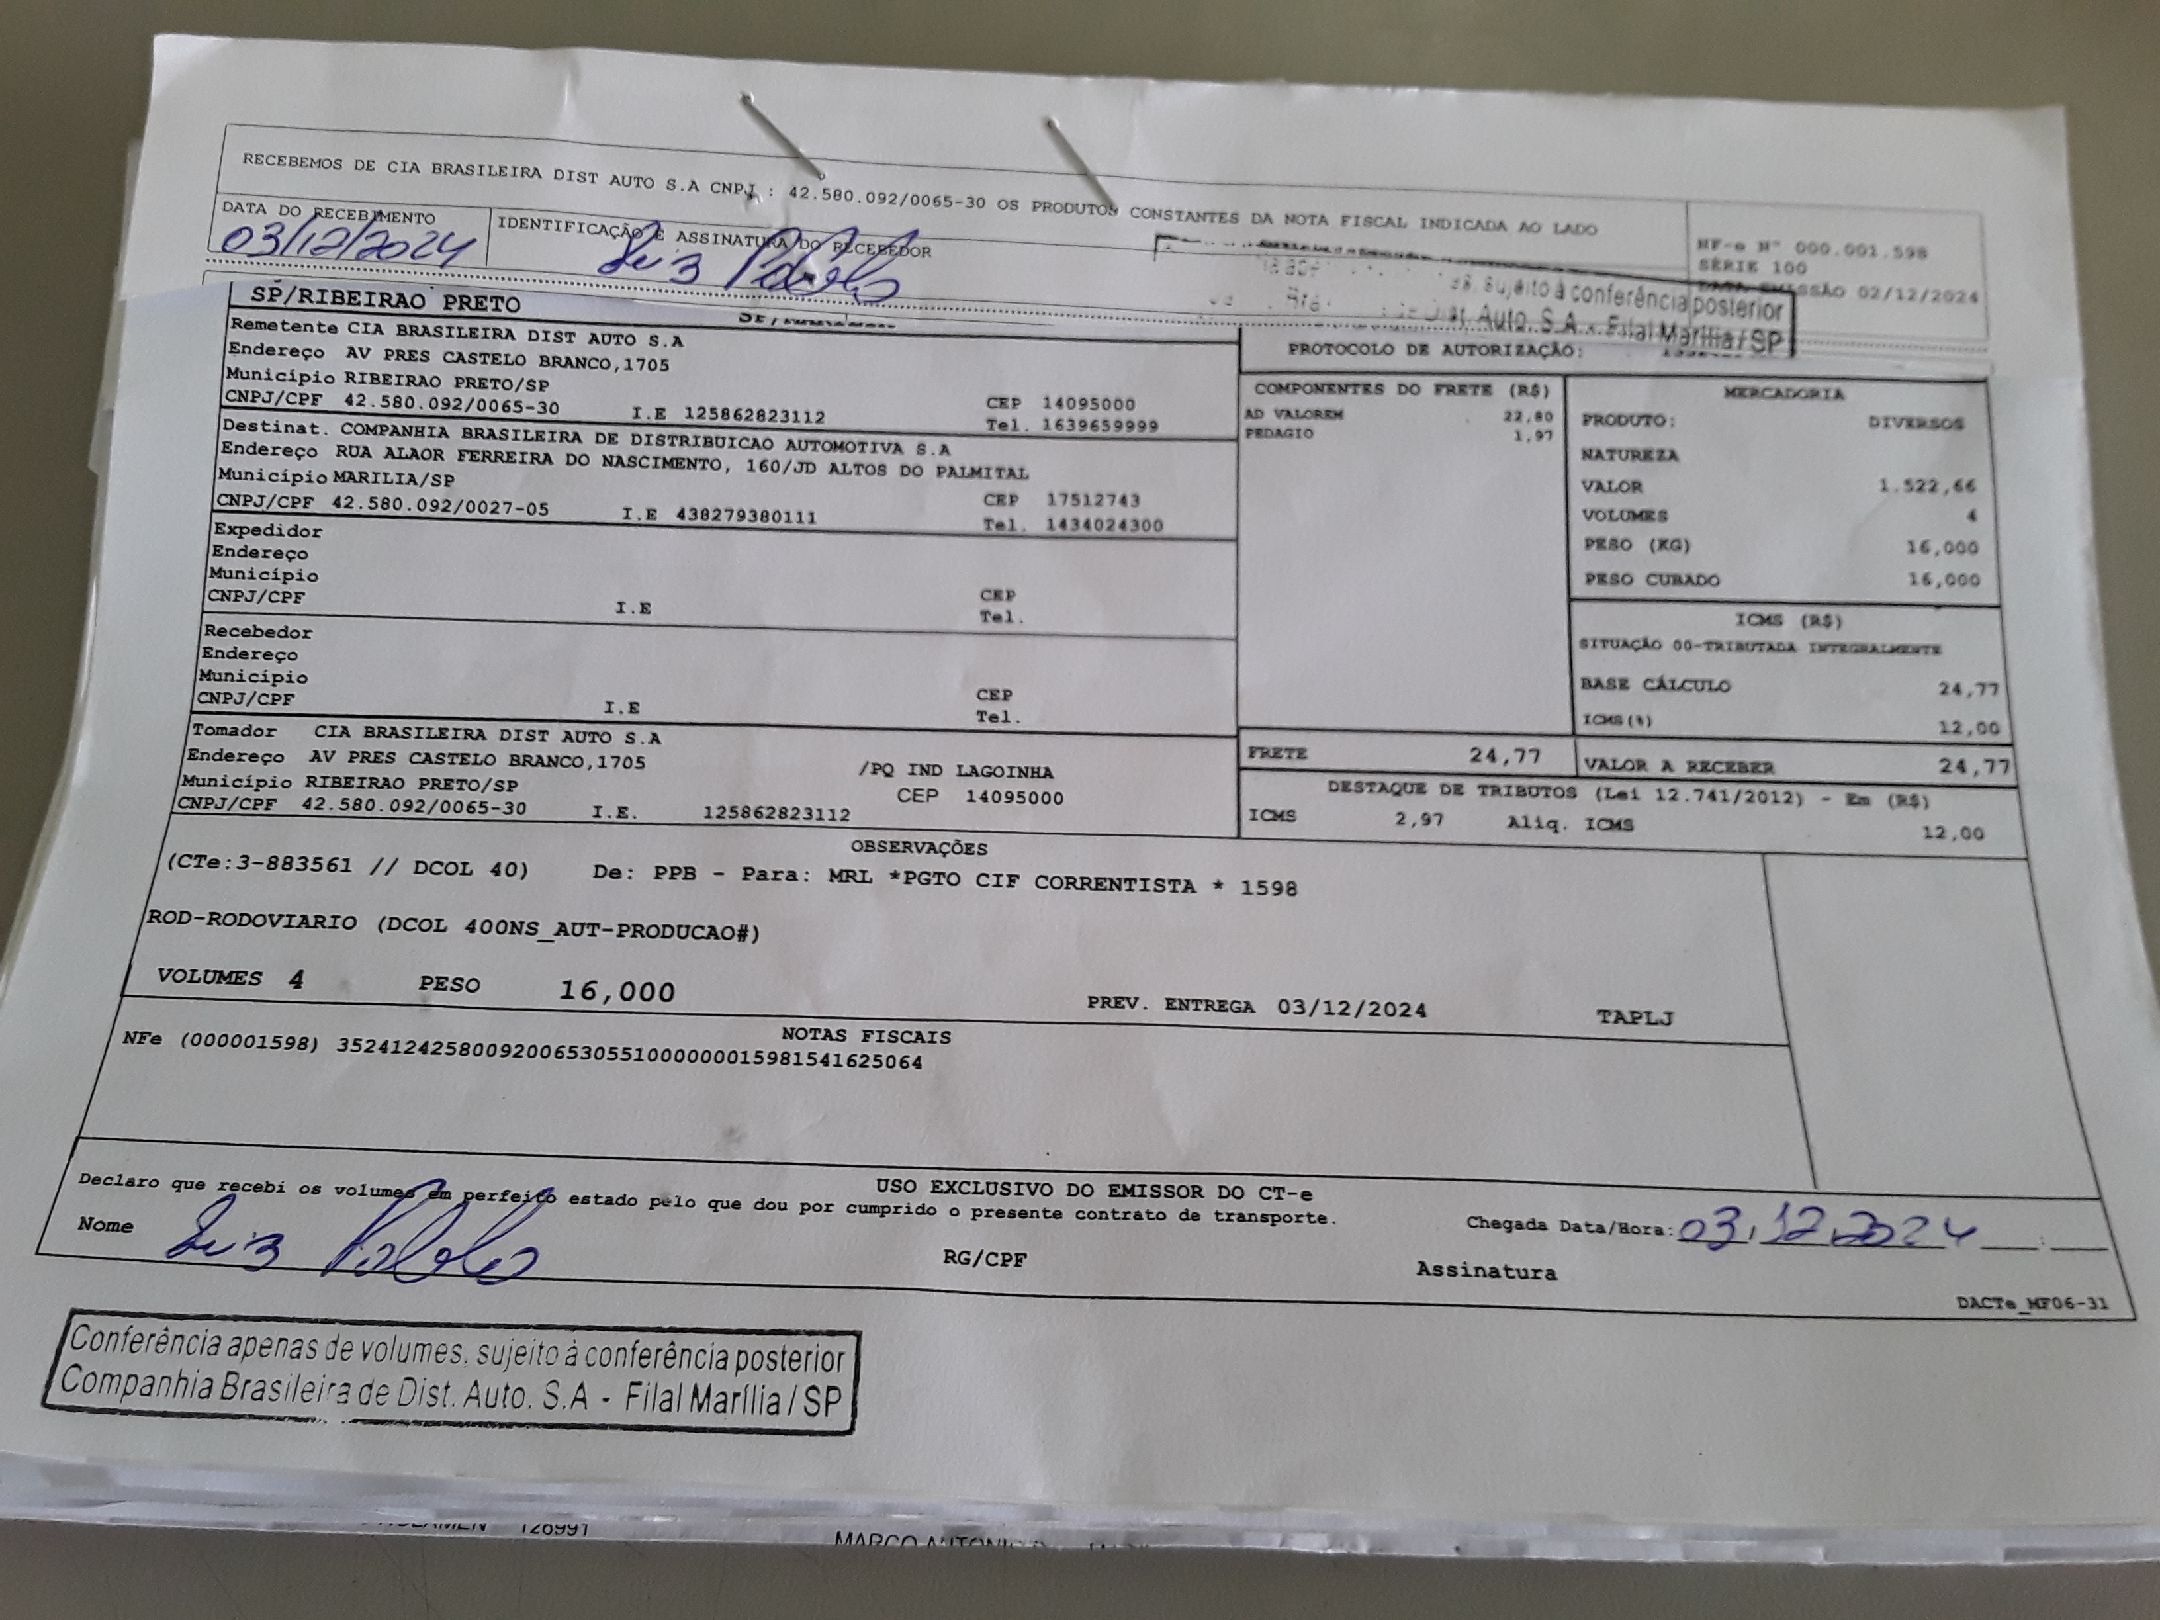 RECEBEMOS DE CIA BRASILEIRA DIST AUTO S.A CNPJ : 42.580.092/0065-30 OS PRODUTOS CONSTANTES DA NOTA FISCAL INDICADA AO LADO
NF-e Nº 000.001.598
SÉRIE 100
DATA EMISSÃO 02/12/2024
DATA DO RECEBIMENTO
03/12/2024
IDENTIFICAÇÃO E ASSINATURA DO RECEBEDOR
Luiz
sujeito à conferência posterior
Auto. S.A - Filal Marília / SP
SP/RIBEIRAO PRETO
PROTOCOLO DE AUTORIZAÇÃO:
Remetente CIA BRASILEIRA DIST AUTO S.A
Endereço AV PRES CASTELO BRANCO,1705
Município RIBEIRAO PRETO/SP CEP 14095000
CNPJ/CPF 42.580.092/0065-30 I.E 125862823112 Tel. 1639659999
Destinat. COMPANHIA BRASILEIRA DE DISTRIBUICAO AUTOMOTIVA S.A
Endereço RUA ALAOR FERREIRA DO NASCIMENTO, 160/JD ALTOS DO PALMITAL
Município MARILIA/SP CEP 17512743
CNPJ/CPF 42.580.092/0027-05 I.E 438279380111 Tel. 1434024300
Expedidor
Endereço
Município CEP
CNPJ/CPF I.E Tel.
Recebedor
Endereço
Município CEP
CNPJ/CPF I.E Tel.
Tomador CIA BRASILEIRA DIST AUTO S.A
Endereço AV PRES CASTELO BRANCO,1705 /PQ IND LAGOINHA
Município RIBEIRAO PRETO/SP CEP 14095000
CNPJ/CPF 42.580.092/0065-30 I.E. 125862823112
COMPONENTES DO FRETE (R$)
AD VALOREM 22,80
PEDAGIO 1,97
MERCADORIA
PRODUTO: DIVERSOS
NATUREZA
VALOR 1.522,66
VOLUMES 4
PESO (KG) 16,000
PESO CUBADO 16,000
ICMS (R$)
SITUAÇÃO 00-TRIBUTADA INTEGRALMENTE
BASE CÁLCULO 24,77
ICMS(%) 12,00
FRETE 24,77 VALOR A RECEBER 24,77
DESTAQUE DE TRIBUTOS (Lei 12.741/2012) - Em (R$)
ICMS 2,97 Aliq. ICMS 12,00
OBSERVAÇÕES
(CTe:3-883561 // DCOL 40) De: PPB - Para: MRL *PGTO CIF CORRENTISTA * 1598
ROD-RODOVIARIO (DCOL 400NS_AUT-PRODUCAO#)
VOLUMES 4 PESO 16,000 PREV. ENTREGA 03/12/2024 TAPLJ
NOTAS FISCAIS
NFe (000001598) 35241242580092006530551000000015981541625064
USO EXCLUSIVO DO EMISSOR DO CT-e
Declaro que recebi os volumes em perfeito estado pelo que dou por cumprido o presente contrato de transporte.
Chegada Data/Hora: 03.12.2024 ___:___
Nome Luiz RG/CPF Assinatura
DACTe_MF06-31
Conferência apenas de volumes, sujeito à conferência posterior
Companhia Brasileira de Dist. Auto. S.A - Filal Marília / SP
126991
MARCO ANTONIO